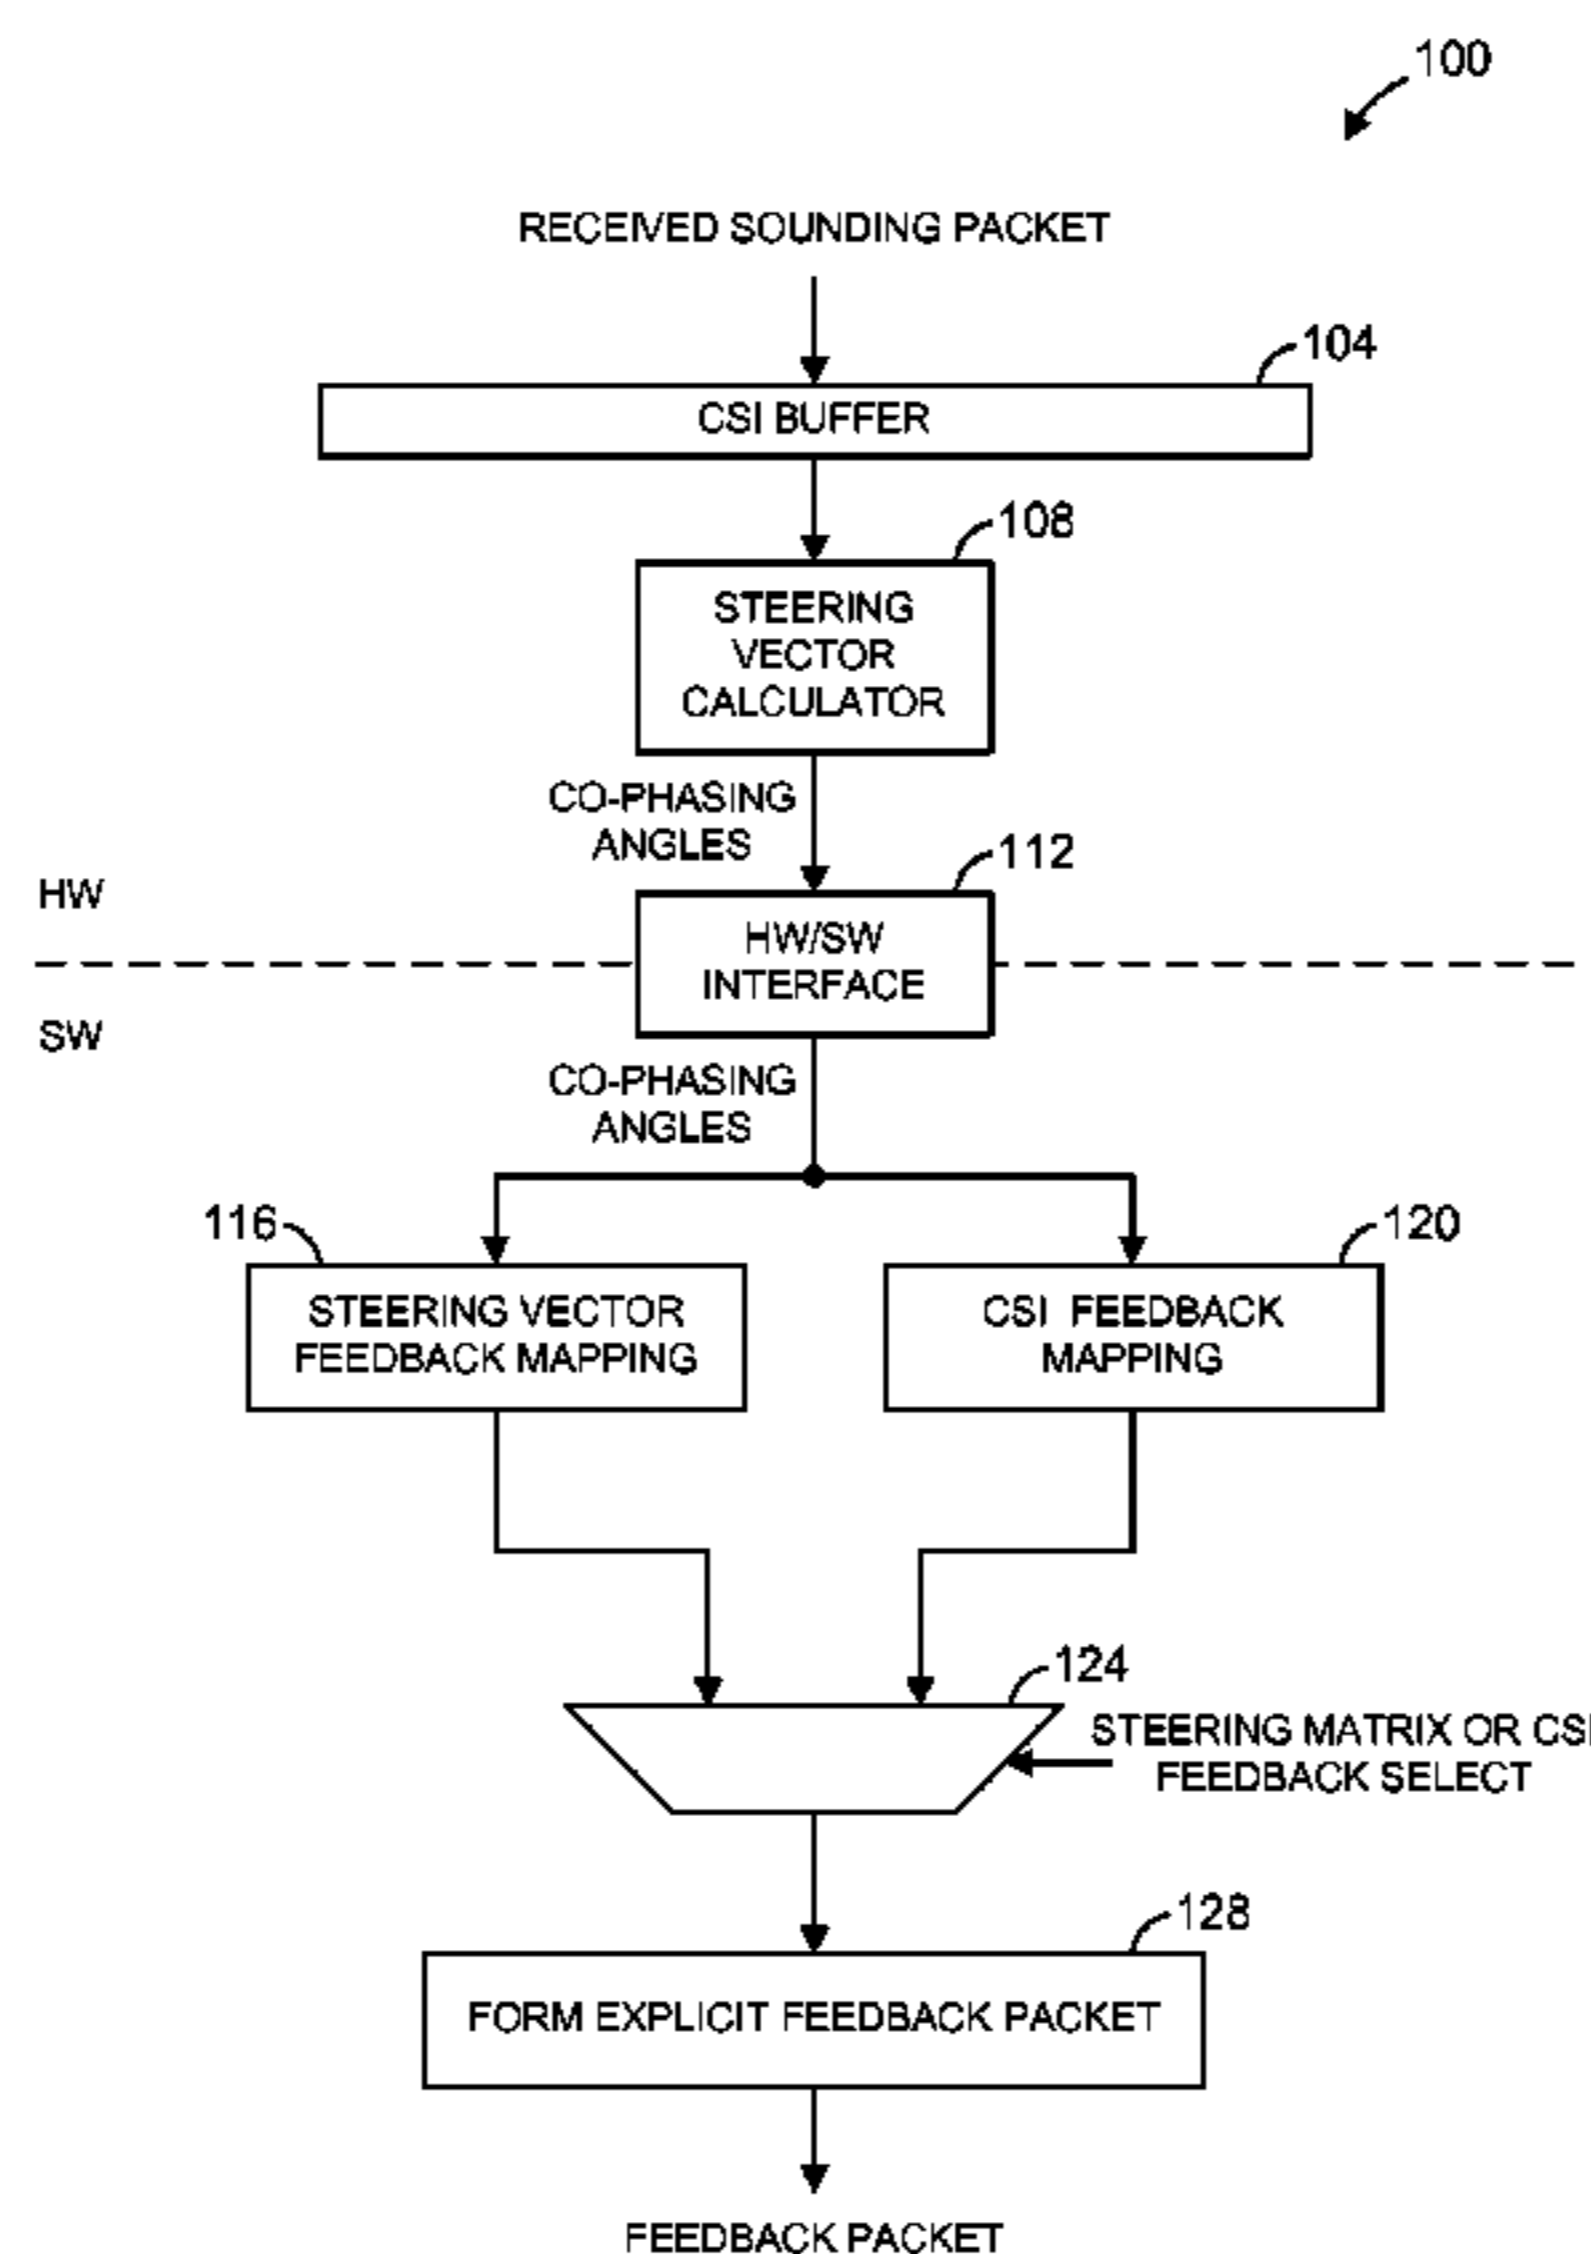 100
RECEIVED SOUNDING PACKET
104
CSI BUFFER
108
STEERING
VECTOR
CALCULATOR
CO-PHASING
ANGLES
112
HW
HW/SW
INTERFACE
SW
CO-PHASING
ANGLES
116
120
STEERING VECTOR
FEEDBACK MAPPING
CSI FEEDBACK
MAPPING
124
STEERING MATRIX OR CSI
FEEDBACK SELECT
128
FORM EXPLICIT FEEDBACK PACKET
FEEDBACK PACKET